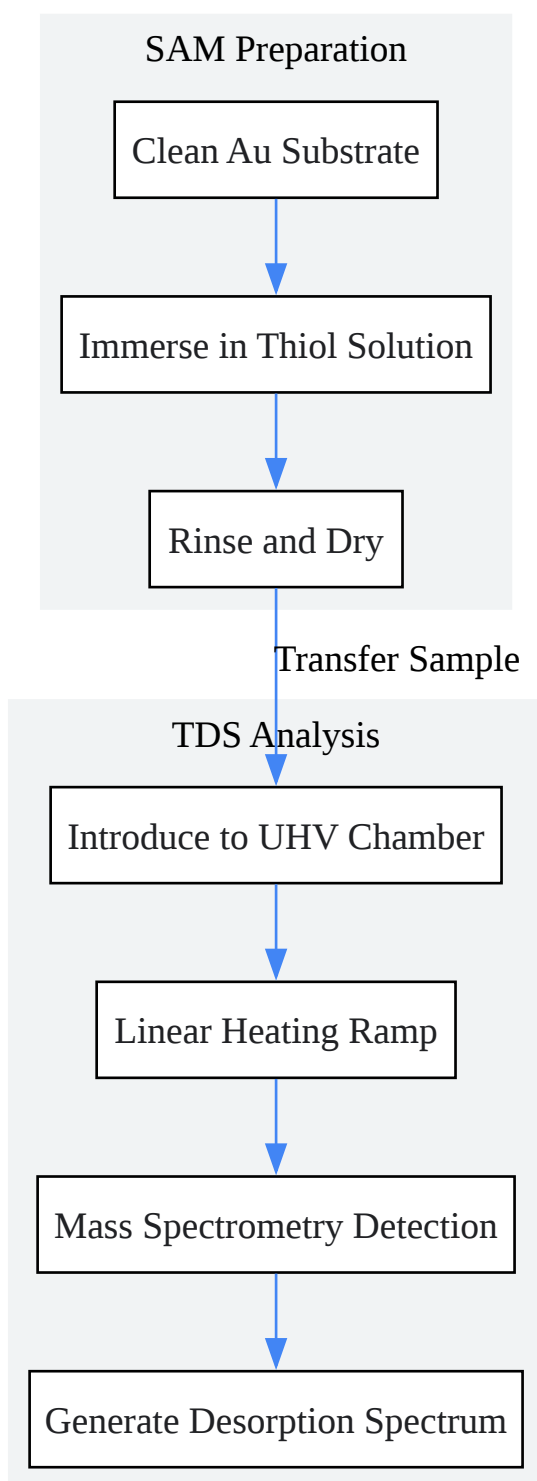 SAM Preparation
Clean Au Substrate
Immerse in Thiol Solution
Rinse and Dry
Transfer Sample
TDS Analysis
Introduce to UHV Chamber
Linear Heating Ramp
Mass Spectrometry Detection
Generate Desorption Spectrum